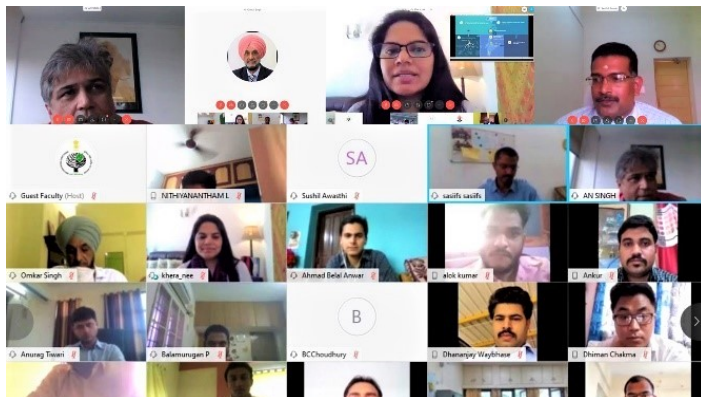 Guest Faculty (Host)
NITHIYANANTHAM L
SA
Sushil Awasthi
sasiifs sasiifs
AN SINGH
Omkar Singh
khera_nee
Ahmad Belal Anwar
alok kumar
Ankur
Anurag Tiwari
Balamurugan P
B
BCChoudhury
Dhananjay Waybhase
Dhiman Chakma